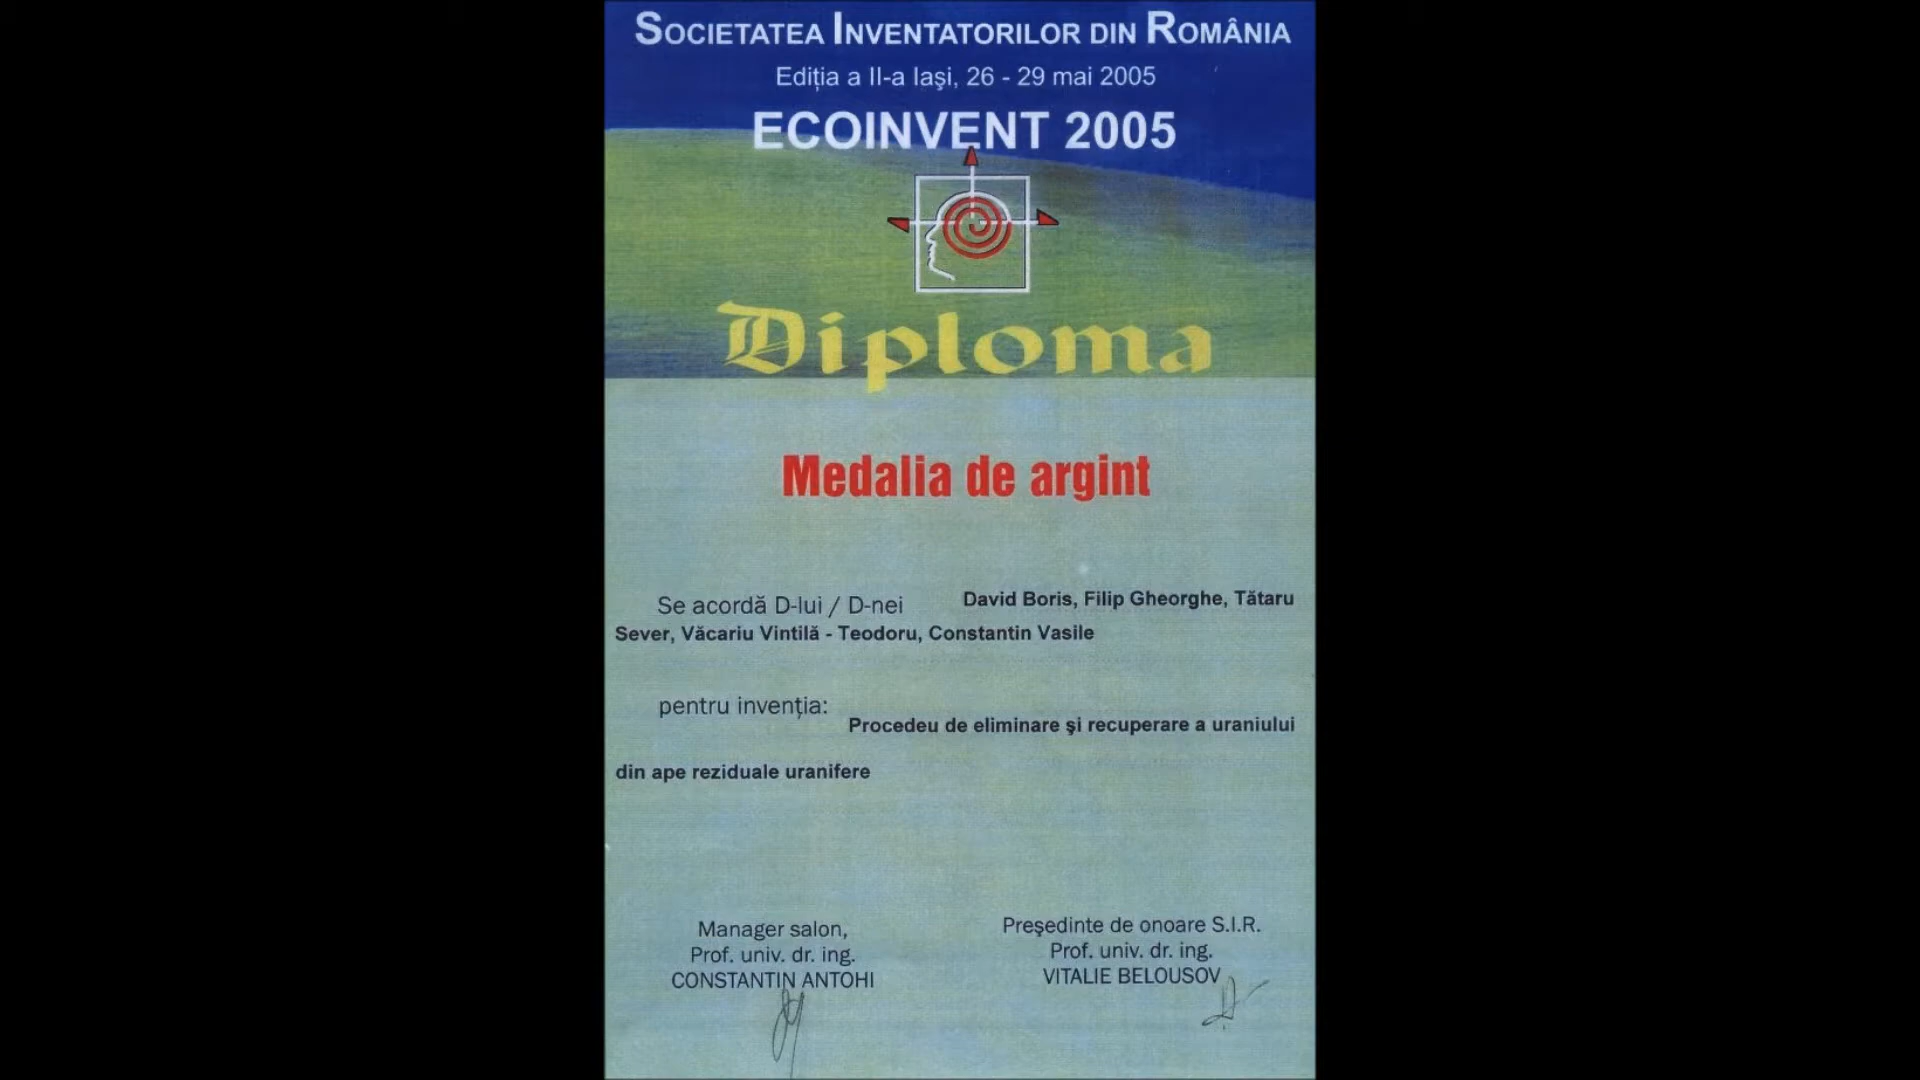 SOCIETATEA INVENTATORILOR DIN ROMÂNIA
Ediția a II-a Iaşi, 26 - 29 mai 2005
ECOINVENT 2005
Diploma
Medalia de argint
Se acordă D-lui / D-nei David Boris, Filip Gheorghe, Tătaru
Sever, Văcariu Vintilă - Teodoru, Constantin Vasile
pentru invenția:
Procedeu de eliminare şi recuperare a uraniului
din ape reziduale uranifere
Manager salon,
Prof. univ. dr. ing.
CONSTANTIN ANTOHI
Preşedinte de onoare S.I.R.
Prof. univ. dr. ing.
VITALIE BELOUSOV